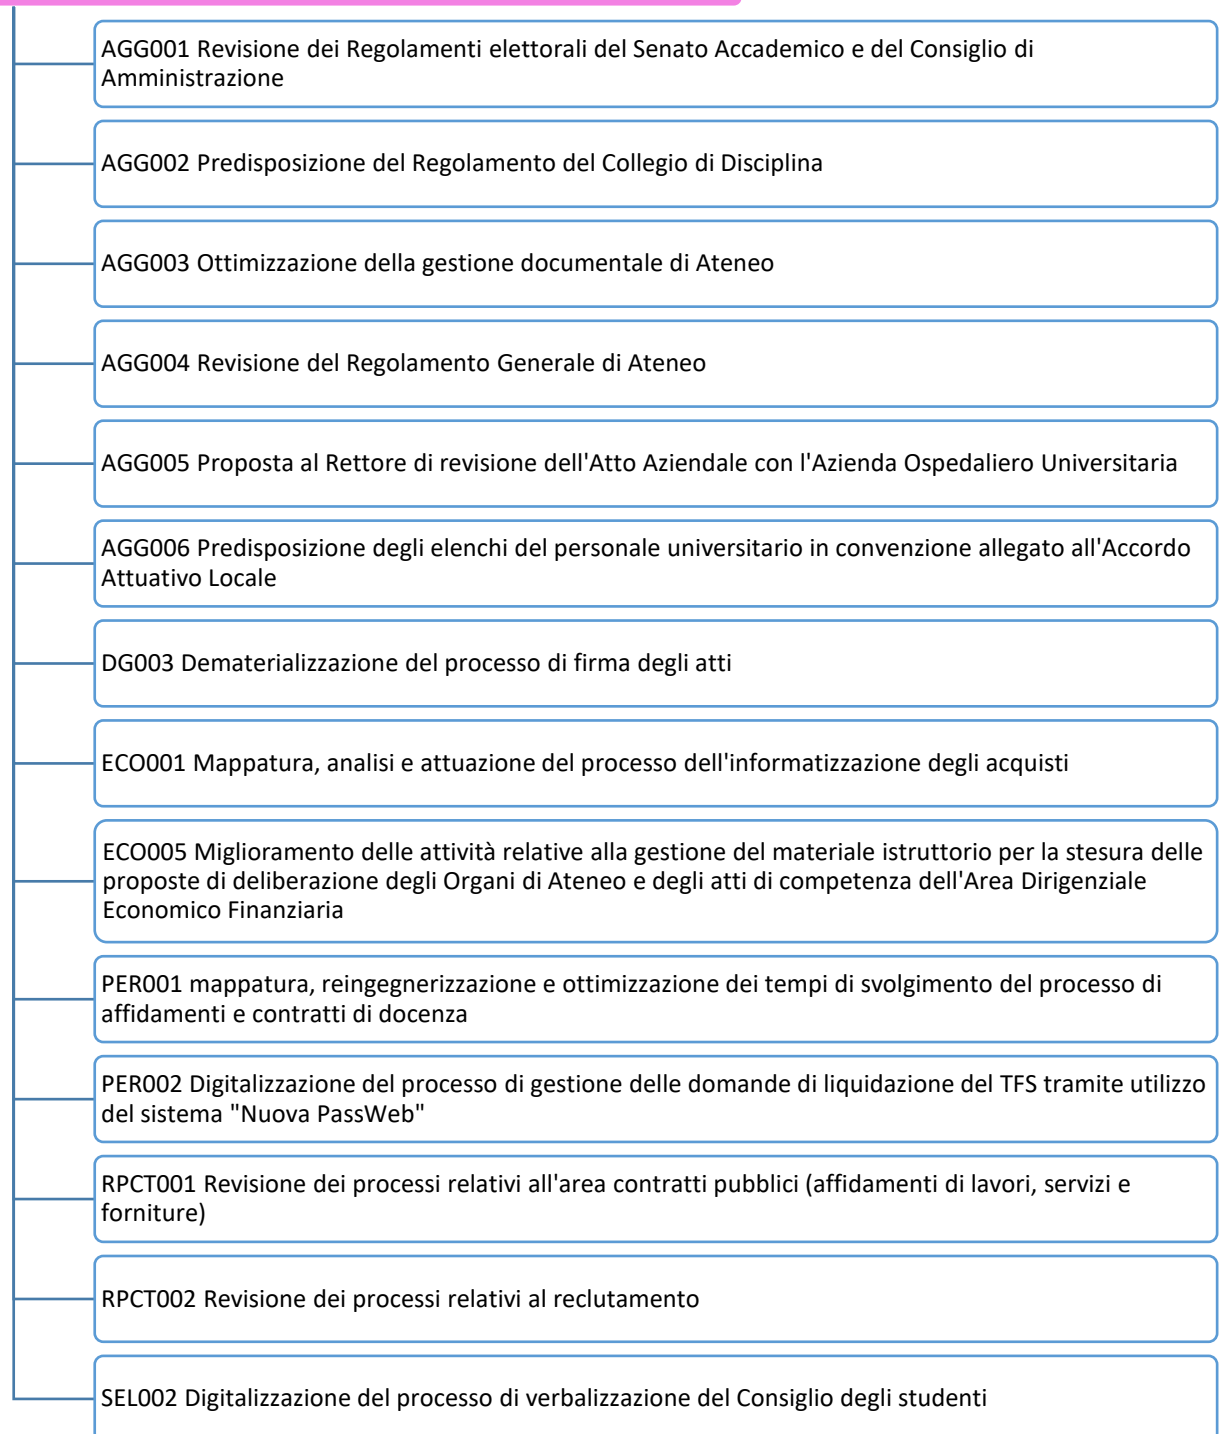 AGG001 Revisione dei Regolamenti elettorali del Senato Accademico e del Consiglio di
Amministrazione
AGG002 Predisposizione del Regolamento del Collegio di Disciplina
AGG003 Ottimizzazione della gestione documentale di Ateneo
AGG004 Revisione del Regolamento Generale di Ateneo
AGG005 Proposta al Rettore di revisione dell'Atto Aziendale con l'Azienda Ospedaliero Universitaria
AGG006 Predisposizione degli elenchi del personale universitario in convenzione allegato all'Accordo
Attuativo Locale
DG003 Dematerializzazione del processo di firma degli atti
ECO001 Mappatura, analisi e attuazione del processo dell'informatizzazione degli acquisti
ECO005 Miglioramento delle attività relative alla gestione del materiale istruttorio per la stesura delle
proposte di deliberazione degli Organi di Ateneo e degli atti di competenza dell'Area Dirigenziale
Economico Finanziaria
PER001 mappatura, reingegnerizzazione e ottimizzazione dei tempi di svolgimento del processo di
affidamenti e contratti di docenza
PER002 Digitalizzazione del processo di gestione delle domande di liquidazione del TFS tramite utilizzo
del sistema "Nuova PassWeb"
RPCT001 Revisione dei processi relativi all'area contratti pubblici (affidamenti di lavori, servizi e
forniture)
RPCT002 Revisione dei processi relativi al reclutamento
SEL002 Digitalizzazione del processo di verbalizzazione del Consiglio degli studenti